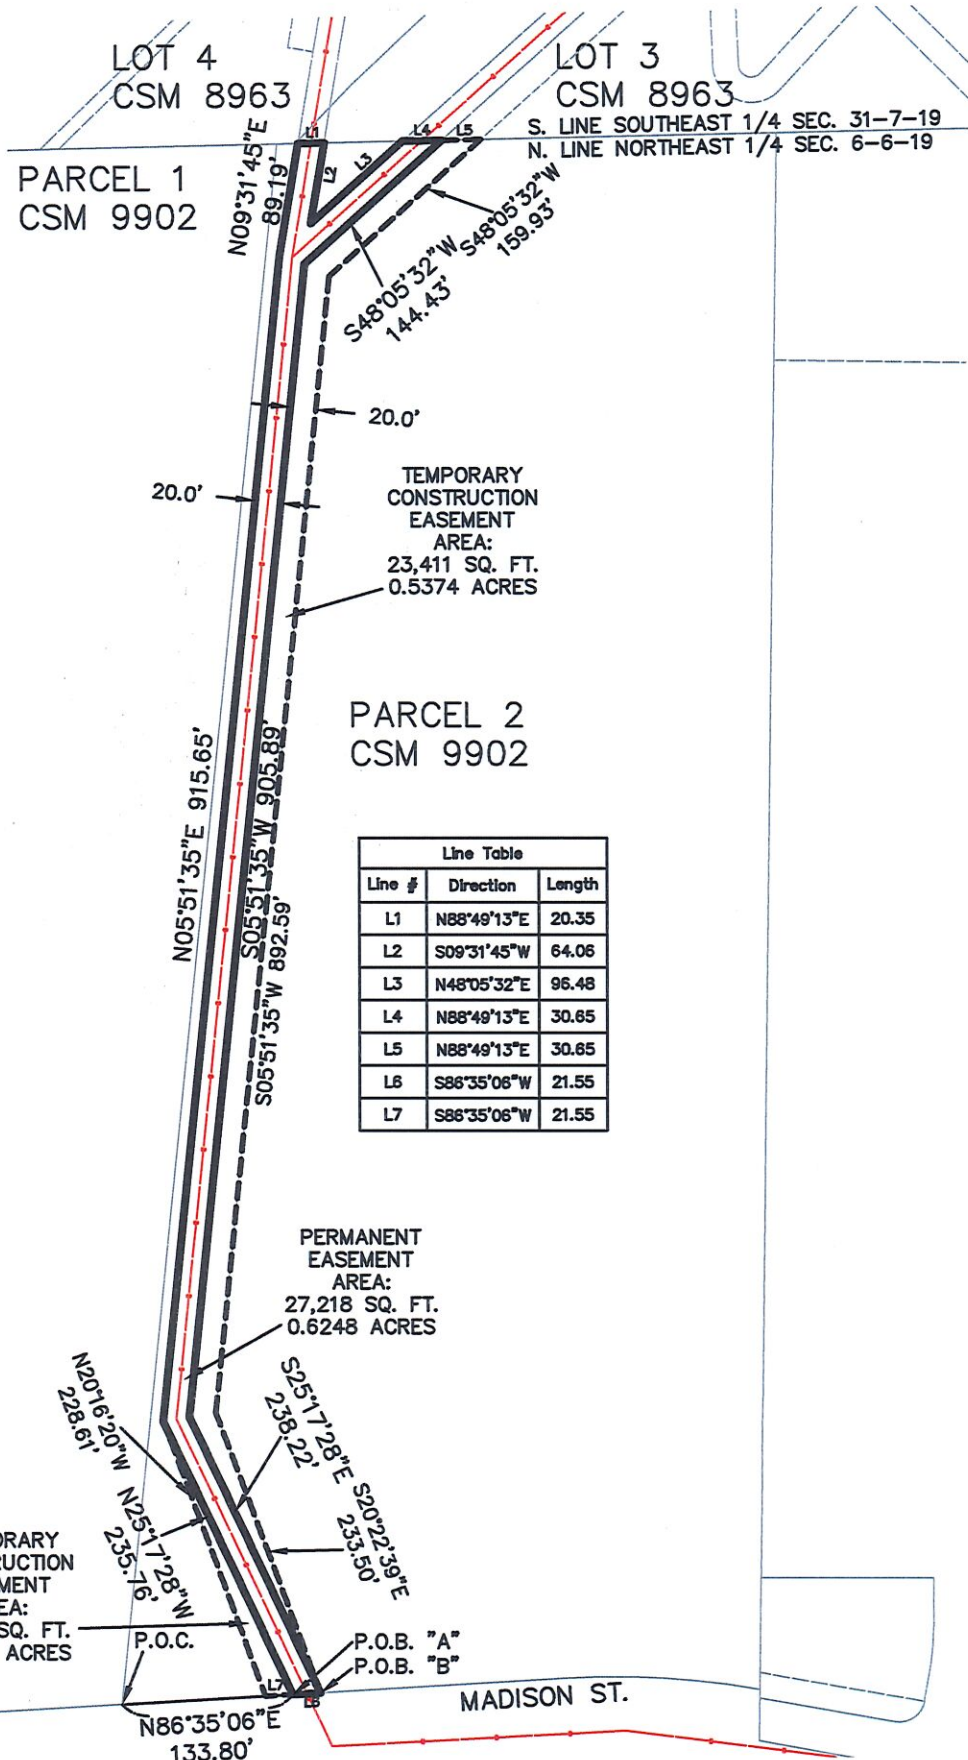 LOT 4
CSM 8963
LOT 3
CSM 8963
S. LINE SOUTHEAST 1/4 SEC. 31-7-19
N. LINE NORTHEAST 1/4 SEC. 6-6-19
PARCEL 1
CSM 9902
N09°31'45"E
89.19'
L1
L2
L3
L4
L5
S48°05'32"W
159.93'
S48°05'32"W
144.43'
20.0'
20.0'
TEMPORARY
CONSTRUCTION
EASEMENT
AREA:
23,411 SQ. FT.
0.5374 ACRES
PARCEL 2
CSM 9902
N05°51'35"E 915.65'
S05°51'35"W 905.89'
S05°51'35"W 892.59'
Line Table
Line # Direction Length
L1 N88°49'13"E 20.35
L2 S09°31'45"W 64.06
L3 N48°05'32"E 96.48
L4 N88°49'13"E 30.65
L5 N88°49'13"E 30.65
L6 S86°35'06"W 21.55
L7 S86°35'06"W 21.55
PERMANENT
EASEMENT
AREA:
27,218 SQ. FT.
0.6248 ACRES
N20°16'20"W
228.61'
N25°17'28"W
235.76'
S25°17'28"E
238.22'
S20°22'39"E
233.50'
ORARY
RUCTION
MENT
EA:
SQ. FT.
ACRES
P.O.C.
P.O.B. "A"
P.O.B. "B"
L7
L6
N86°35'06"E
133.80'
MADISON ST.